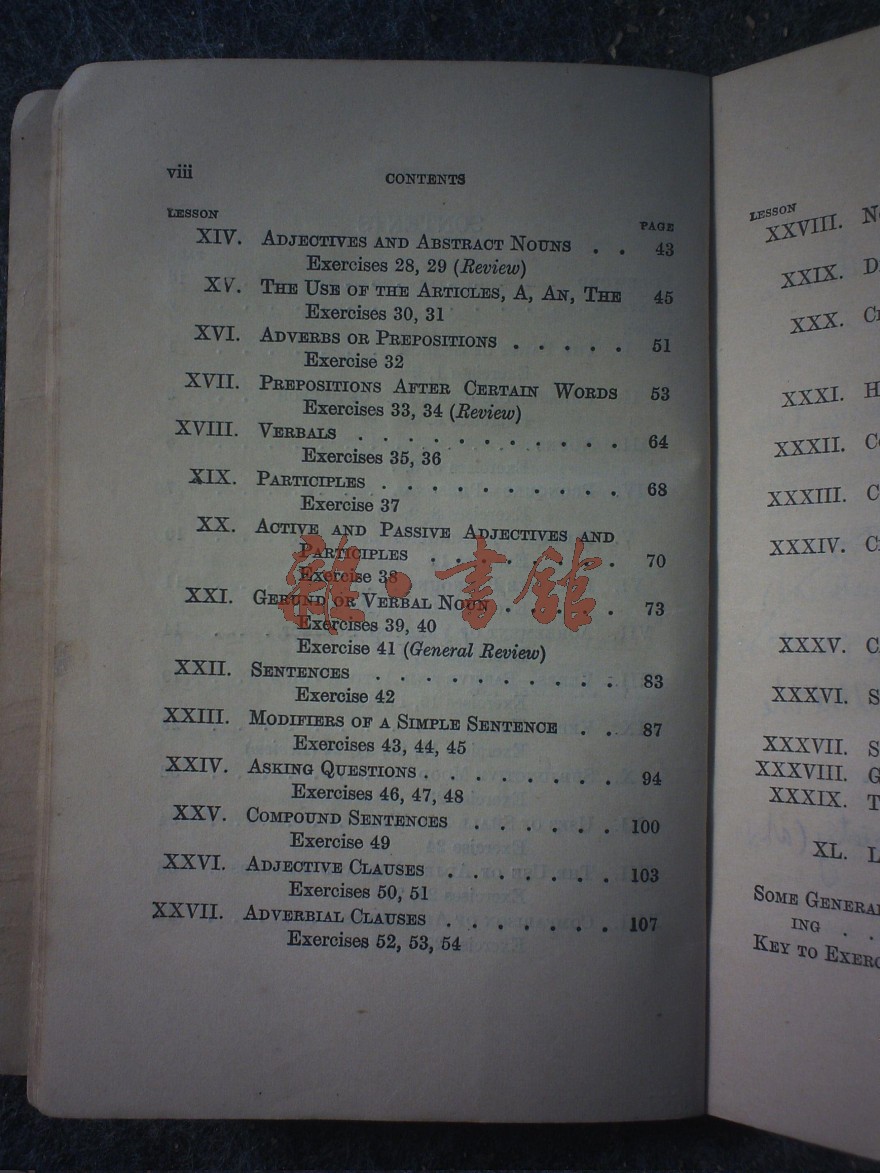 viii
CONTENTS
LESSON
PAGE
XIV. ADJECTIVES AND ABSTRACT NOUNS . . 43
Exercises 28, 29 (Review)
XV. THE USE OF THE ARTICLES, A, AN, THE 45
Exercises 30, 31
XVI. ADVERBS OR PREPOSITIONS . . . . . 51
Exercise 32
XVII. PREPOSITIONS AFTER CERTAIN WORDS 53
Exercises 33, 34 (Review)
XVIII. VERBALS . . . . . . . . . . . 64
Exercises 35, 36
XIX. PARTICIPLES . . . . . . . . . . 68
Exercise 37
XX. ACTIVE AND PASSIVE ADJECTIVES AND
PARTICIPLES . . . . . . . . 70
Exercise 38
XXI. GERUND OR VERBAL NOUN . . . . . 73
Exercises 39, 40
Exercise 41 (General Review)
XXII. SENTENCES . . . . . . . . . . 83
Exercise 42
XXIII. MODIFIERS OF A SIMPLE SENTENCE . . 87
Exercises 43, 44, 45
XXIV. ASKING QUESTIONS . . . . . . . . 94
Exercises 46, 47, 48
XXV. COMPOUND SENTENCES . . . . . . 100
Exercise 49
XXVI. ADJECTIVE CLAUSES . . . . . . . 103
Exercises 50, 51
XXVII. ADVERBIAL CLAUSES . . . . . . . 107
Exercises 52, 53, 54
雜·書館
LESSON
XXVIII.
XXIX.
XXX.
XXXI.
XXXII.
XXXIII.
XXXIV.
XXXV.
XXXVI.
XXXVII.
XXXVIII.
XXXIX.
XL.
SOME
ING . .
KEY TO